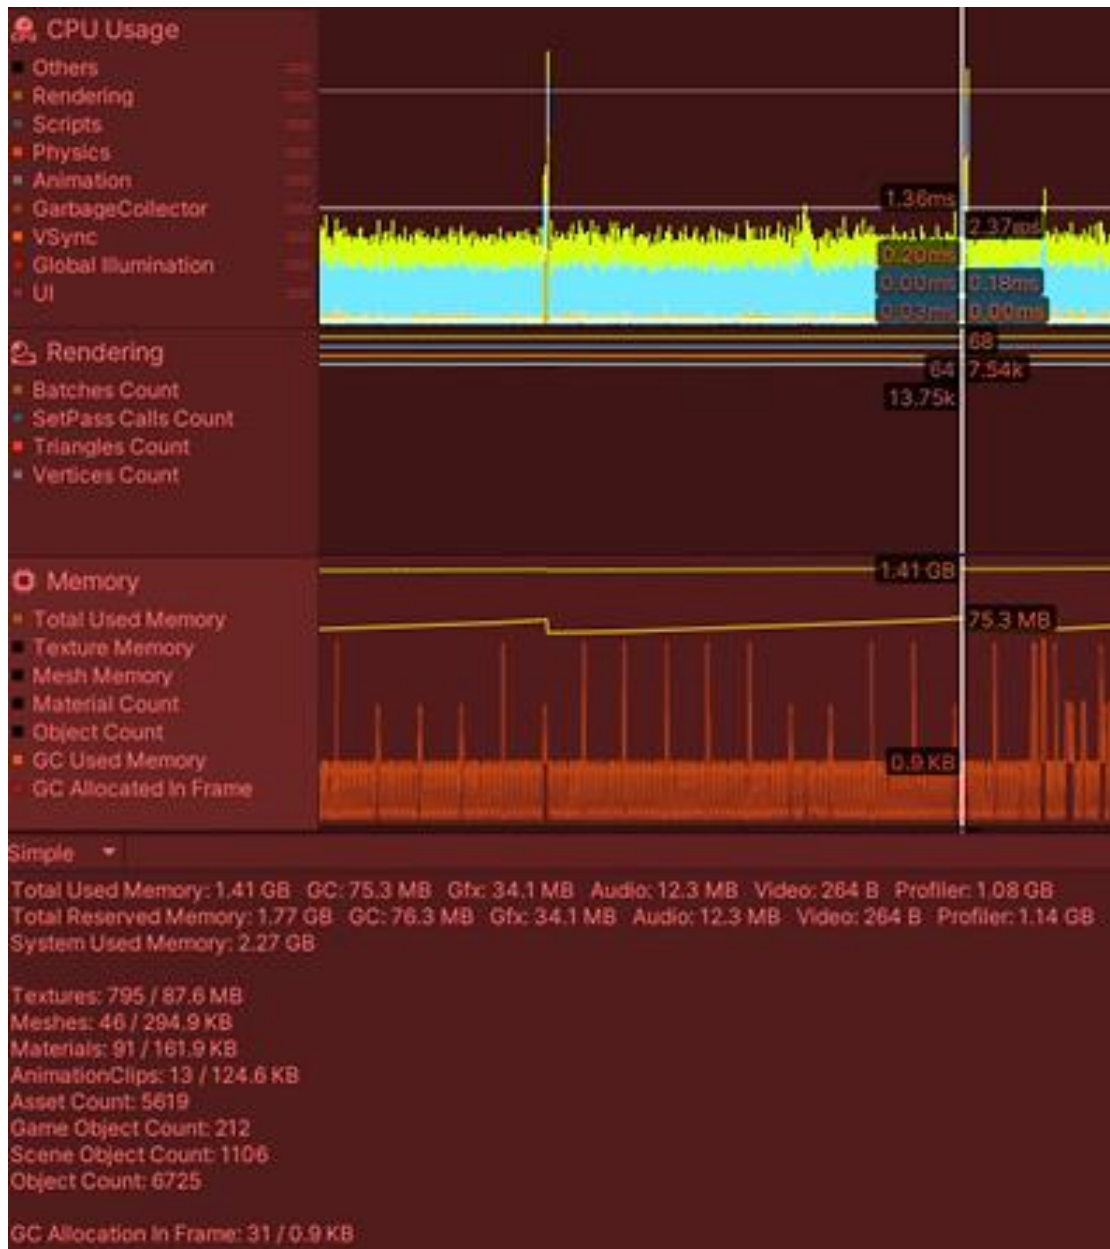 CPU Usage
Others
Rendering
Scripts
Physics
Animation
GarbageCollector
VSync
Global Illumination
UI
1.36ms
2.37ms
0.20ms
0.00ms 0.18ms
0.03ms 0.00ms
Rendering
Batches Count
SetPass Calls Count
Triangles Count
Vertices Count
68
64 7.54k
13.75k
Memory
Total Used Memory
Texture Memory
Mesh Memory
Material Count
Object Count
GC Used Memory
GC Allocated In Frame
1.41 GB
75.3 MB
0.9 KB
Simple
Total Used Memory: 1.41 GB GC: 75.3 MB Gfx: 34.1 MB Audio: 12.3 MB Video: 264 B Profiler: 1.08 GB
Total Reserved Memory: 1.77 GB GC: 76.3 MB Gfx: 34.1 MB Audio: 12.3 MB Video: 264 B Profiler: 1.14 GB
System Used Memory: 2.27 GB
Textures: 795 / 87.6 MB
Meshes: 46 / 294.9 KB
Materials: 91 / 161.9 KB
AnimationClips: 13 / 124.6 KB
Asset Count: 5619
Game Object Count: 212
Scene Object Count: 1106
Object Count: 6725
GC Allocation In Frame: 31 / 0.9 KB